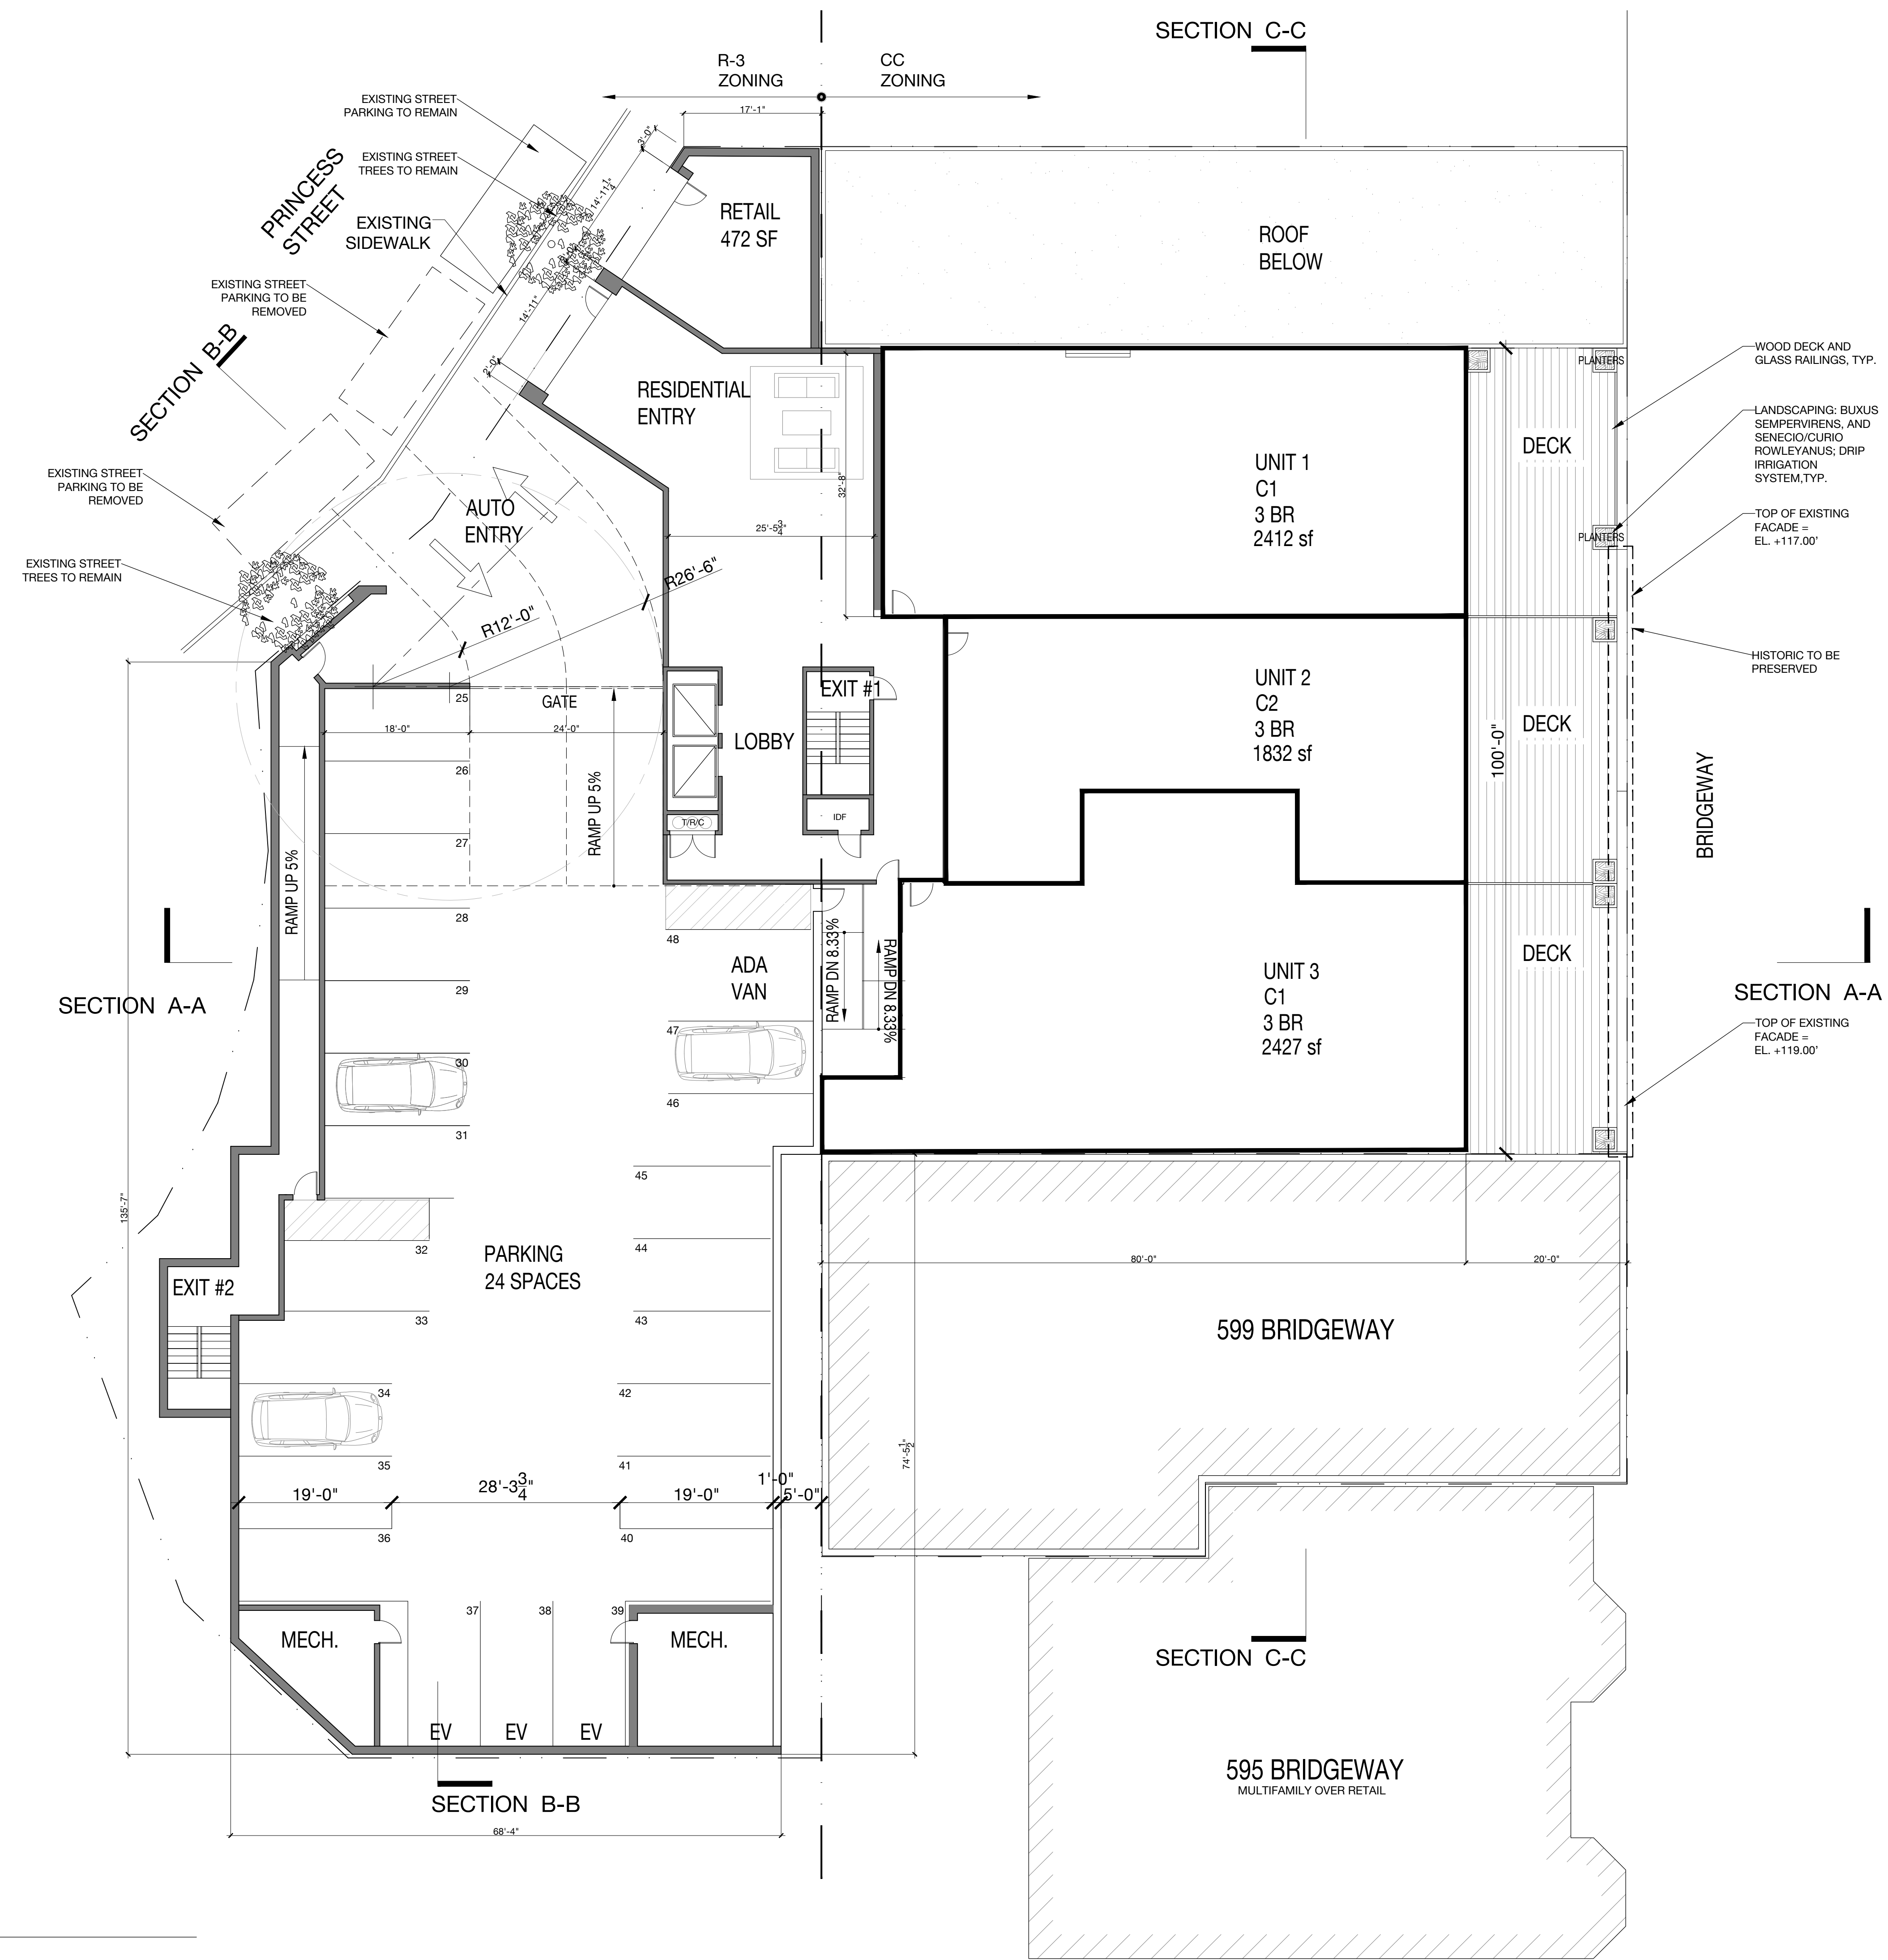 SECTION  C-C
R-3
ZONING
CC
ZONING
17'-1"
EXISTING STREET
PARKING TO REMAIN
EXISTING STREET
TREES TO REMAIN
PRINCESS
STREET
EXISTING
SIDEWALK
3'-0"
14'-11 1/4"
RETAIL
472 SF
ROOF
BELOW
EXISTING STREET
PARKING TO BE
REMOVED
14'-11"
2'-0"
SECTION  B-B
RESIDENTIAL
ENTRY
32'-8"
25'-5 3/4"
PLANTERS
WOOD DECK AND
GLASS RAILINGS, TYP.
LANDSCAPING: BUXUS
SEMPERVIRENS, AND
SENECIO/CURIO
ROWLEYANUS; DRIP
IRRIGATION
SYSTEM,TYP.
DECK
UNIT 1
C1
3 BR
2412 sf
EXISTING STREET
PARKING TO BE
REMOVED
AUTO
ENTRY
PLANTERS
TOP OF EXISTING
FACADE =
EL. +117.00'
EXISTING STREET
TREES TO REMAIN
R26'-6"
R12'-0"
HISTORIC TO BE
PRESERVED
25
GATE
18'-0"
24'-0"
LOBBY
EXIT #1
UNIT 2
C2
3 BR
1832 sf
100'-0"
DECK
BRIDGEWAY
26
27
RAMP UP 5%
T/R/C
IDF
RAMP UP 5%
28
48
29
ADA
VAN
RAMP DN 8.33%
RAMP DN 8.33%
UNIT 3
C1
3 BR
2427 sf
DECK
SECTION  A-A
SECTION  A-A
TOP OF EXISTING
FACADE =
EL. +119.00'
47
30
46
31
45
135'-7"
32
44
PARKING
24 SPACES
EXIT #2
80'-0"
20'-0"
33
43
599 BRIDGEWAY
34
42
35
41
74'-5 1/2"
19'-0"
28'-3 3/4"
19'-0"
1'-0"
5'-0"
36
40
37
38
39
MECH.
MECH.
SECTION  C-C
EV
EV
EV
SECTION  B-B
68'-4"
595 BRIDGEWAY
MULTIFAMILY OVER RETAIL